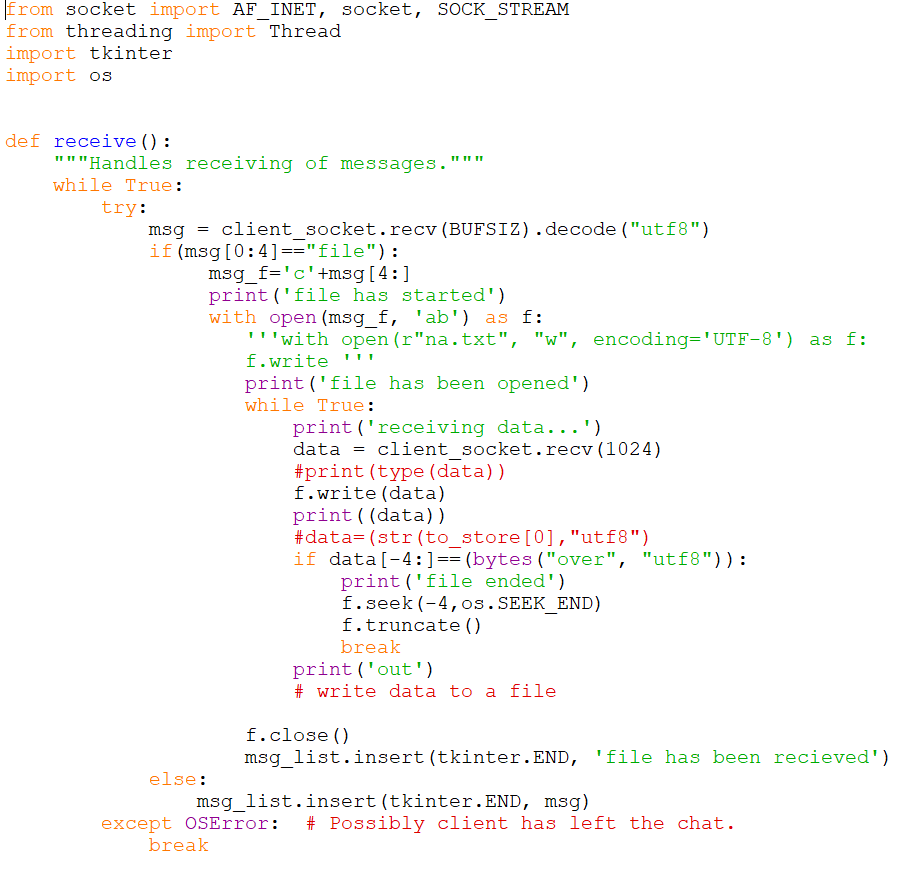 from socket import AF_INET, socket, SOCK_STREAM
from threading import Thread
import tkinter
import os
def receive():
    """Handles receiving of messages."""
    while True:
        try:
            msg = client_socket.recv(BUFSIZ).decode("utf8")
            if(msg[0:4]=="file"):
                 msg_f='c'+msg[4:]
                 print('file has started')
                 with open(msg_f, 'ab') as f:
                    '''with open(r"na.txt", "w", encoding='UTF-8') as f:
                    f.write '''
                    print('file has been opened')
                    while True:
                        print('receiving data...')
                        data = client_socket.recv(1024)
                        #print(type(data))
                        f.write(data)
                        print((data))
                        #data=(str(to_store[0],"utf8")
                        if data[-4:]==(bytes("over", "utf8")):
                            print('file ended')
                            f.seek(-4,os.SEEK_END)
                            f.truncate()
                            break
                        print('out')
                        # write data to a file
                    f.close()
                    msg_list.insert(tkinter.END, 'file has been recieved')
            else:
                msg_list.insert(tkinter.END, msg)
        except OSError:  # Possibly client has left the chat.
            break